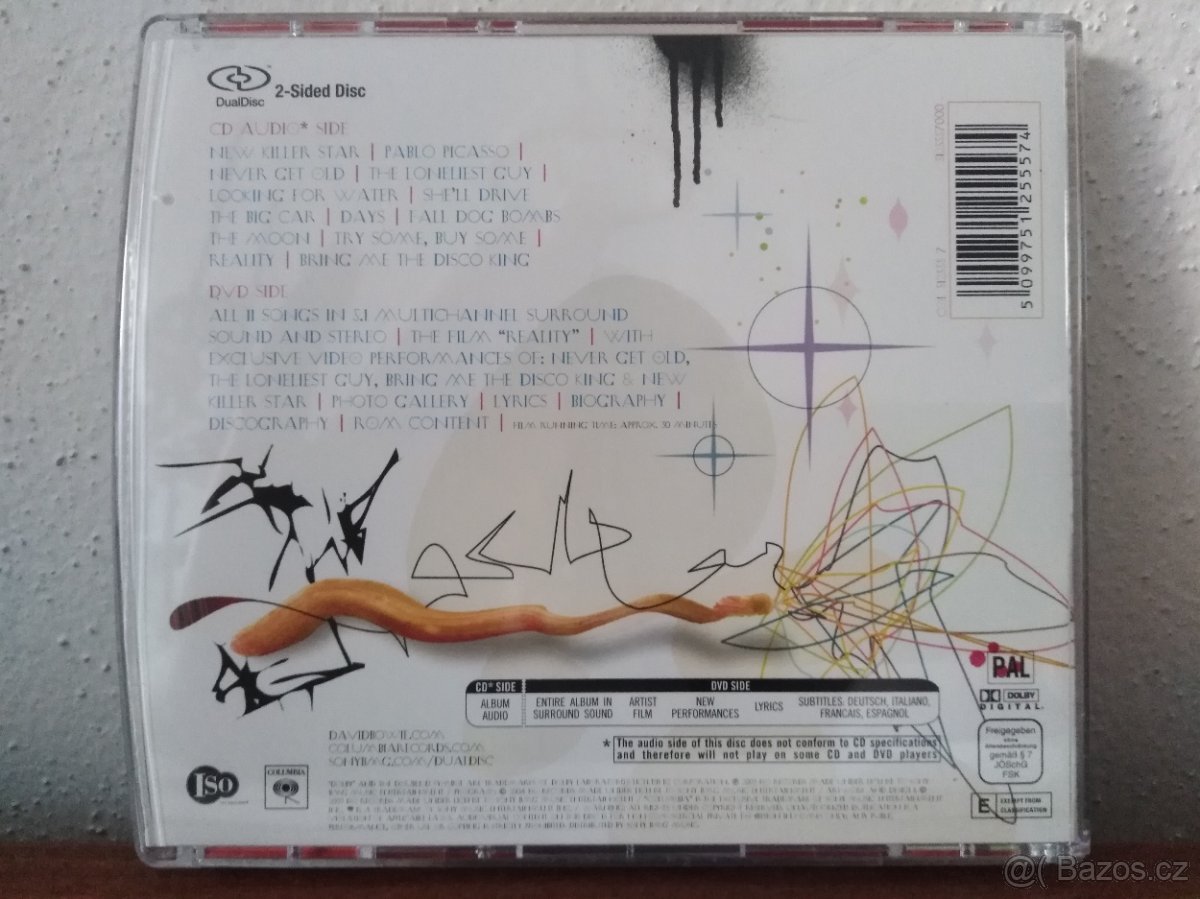 DualDisc™
2-Sided Disc
CD AUDIO* SIDE
NEW KILLER STAR | PABLO PICASSO |
NEVER GET OLD | THE LONELIEST GUY |
LOOKING FOR WATER | SHE'LL DRIVE
THE BIG CAR | DAYS | FALL DOG BOMBS
THE MOON | TRY SOME, BUY SOME |
REALITY | BRING ME THE DISCO KING
DVD SIDE
ALL 11 SONGS IN 5.1 MULTICHANNEL SURROUND
SOUND AND STEREO | THE FILM "REALITY" | WITH
EXCLUSIVE VIDEO PERFORMANCES OF: NEVER GET OLD,
THE LONELIEST GUY, BRING ME THE DISCO KING & NEW
KILLER STAR | PHOTO GALLERY | LYRICS | BIOGRAPHY |
DISCOGRAPHY | ROM CONTENT | FILM RUNNING TIME: APPROX. 30 MINUTES
5 099751 255574
PAL
DOLBY
DIGITAL
CD* SIDE
ALBUM
AUDIO
DVD SIDE
ENTIRE ALBUM IN
SURROUND SOUND
ARTIST
FILM
NEW
PERFORMANCES
LYRICS
SUBTITLES: DEUTSCH, ITALIANO,
FRANCAIS, ESPAGNOL
* The audio side of this disc does not conform to CD specifications
and therefore will not play on some CD and DVD players
DAVIDBOWIE.COM
COLUMBIARECORDS.COM
SONYBMG.COM/DUALDISC
ISO
COLUMBIA
Freigegeben
ohne
Altersbeschränkung
gemäß § 7
JÖSchG
FSK
E EXEMPT FROM
CLASSIFICATION
@( Bazos.cz